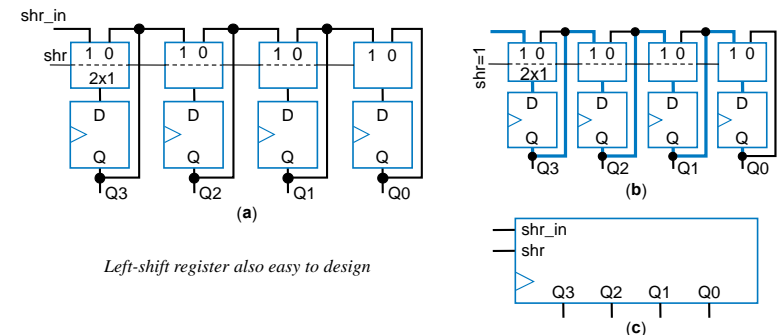 shr_in
1 0 1 0 1 0 1 0
shr
2x1
D D D D
Q Q Q Q
Q3 Q2 Q1 Q0
(a)
Left-shift register also easy to design
1 0 1 0 1 0 1 0
shr=1
2x1
D D D D
Q Q Q Q
Q3 Q2 Q1 Q0
(b)
shr_in
shr
Q3 Q2 Q1 Q0
(c)